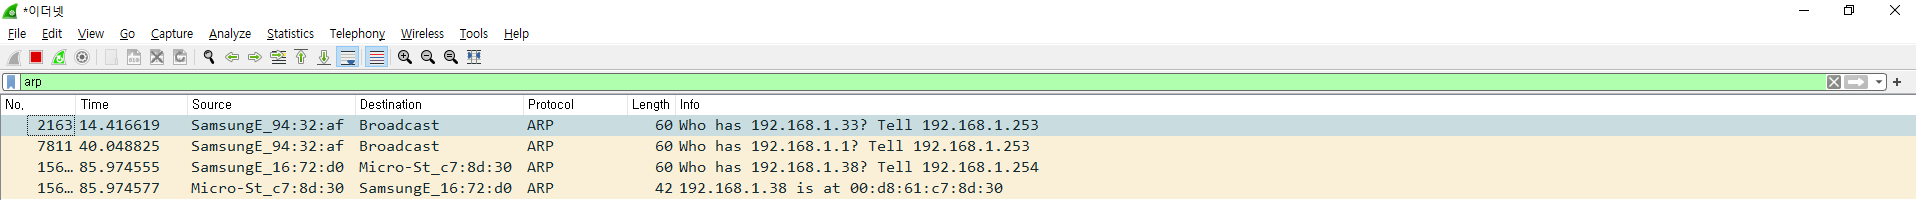 *이더넷
File Edit View Go Capture Analyze Statistics Telephony Wireless Tools Help
arp
No. Time Source Destination Protocol Length Info
2163 14.416619 SamsungE_94:32:af Broadcast ARP 60 Who has 192.168.1.33? Tell 192.168.1.253
7811 40.048825 SamsungE_94:32:af Broadcast ARP 60 Who has 192.168.1.1? Tell 192.168.1.253
156… 85.974555 SamsungE_16:72:d0 Micro-St_c7:8d:30 ARP 60 Who has 192.168.1.38? Tell 192.168.1.254
156… 85.974577 Micro-St_c7:8d:30 SamsungE_16:72:d0 ARP 42 192.168.1.38 is at 00:d8:61:c7:8d:30